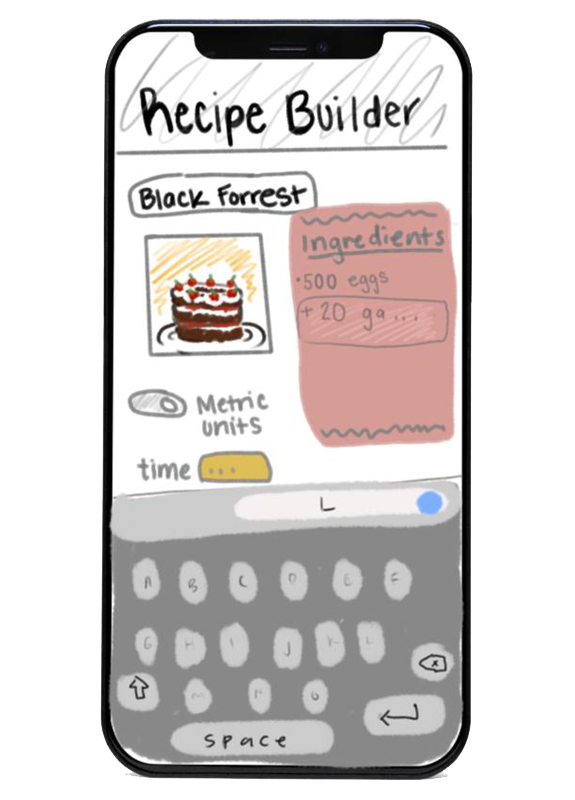 Recipe Builder
Black Forrest
Ingredients
·500 eggs
+ 20 ga...
Metric
units
time ...
L
A B C D E F
G H I J K L
M N O
space